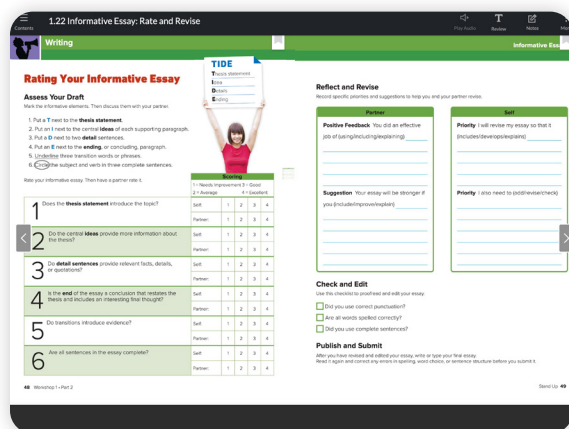 1.22 Informative Essay: Rate and Revise
Contents
Play Audio
Review
Notes
Writing
Informative Ess
Rating Your Informative Essay
TIDE
Thesis statement
Idea
Details
Ending
Assess Your Draft
Mark the informative elements. Then discuss them with your partner.
1. Put a T next to the thesis statement.
2. Put an I next to the central ideas of each supporting paragraph.
3. Put a D next to two detail sentences.
4. Put an E next to the ending, or concluding, paragraph.
5. Underline three transition words or phrases.
6. Circle the subject and verb in three complete sentences.
Rate your informative essay. Then have a partner rate it.
Scoring
1 = Needs Improvement 3 = Good
2 = Average 4 = Excellent
1 Does the thesis statement introduce the topic?
Self: 1 2 3 4
Partner: 1 2 3 4
2 Do the central ideas provide more information about
the thesis?
Self: 1 2 3 4
Partner: 1 2 3 4
3 Do detail sentences provide relevant facts, details,
or quotations?
Self: 1 2 3 4
Partner: 1 2 3 4
4 Is the end of the essay a conclusion that restates the
thesis and includes an interesting final thought?
Self: 1 2 3 4
Partner: 1 2 3 4
5 Do transitions introduce evidence?
Self: 1 2 3 4
Partner: 1 2 3 4
6 Are all sentences in the essay complete?
Self: 1 2 3 4
Partner: 1 2 3 4
48 Workshop 1 • Part 2
Reflect and Revise
Record specific priorities and suggestions to help you and your partner revise.
Partner
Positive Feedback You did an effective
job of (using/including/explaining)
Suggestion Your essay will be stronger if
you (include/improve/explain)
Self
Priority I will revise my essay so that it
(includes/develops/explains)
Priority I also need to (add/revise/check)
Check and Edit
Use this checklist to proofread and edit your essay.
Did you use correct punctuation?
Are all words spelled correctly?
Did you use complete sentences?
Publish and Submit
After you have revised and edited your essay, write or type your final essay.
Read it again and correct any errors in spelling, word choice, or sentence structure before you submit it.
Stand Up 49